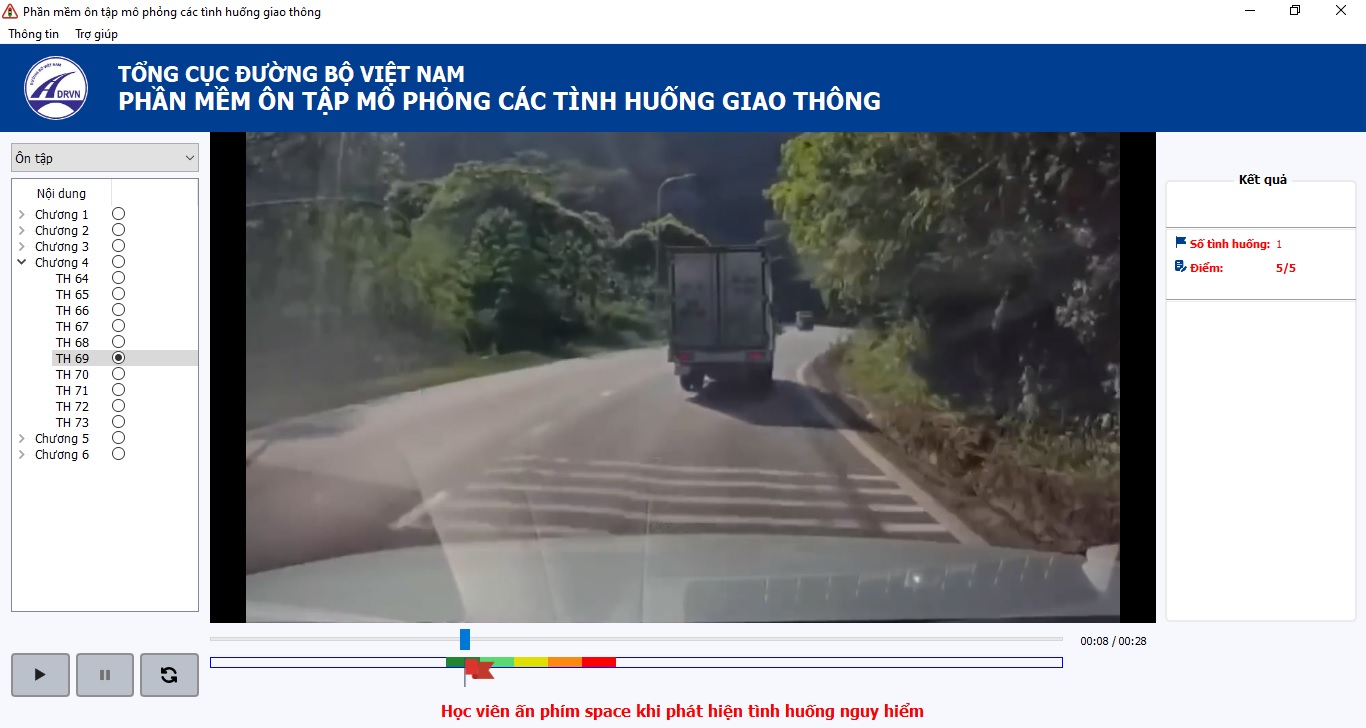 Phần mềm ôn tập mô phỏng các tình huống giao thông
Thông tin Trợ giúp
ĐƯỜNG BỘ VIỆT NAM
DRVN
TỔNG CỤC ĐƯỜNG BỘ VIỆT NAM
PHẦN MỀM ÔN TẬP MÔ PHỎNG CÁC TÌNH HUỐNG GIAO THÔNG
Ôn tập
Nội dung
Chương 1
Chương 2
Chương 3
Chương 4
TH 64
TH 65
TH 66
TH 67
TH 68
TH 69
TH 70
TH 71
TH 72
TH 73
Chương 5
Chương 6
Kết quả
Số tình huống: 1
Điểm: 5/5
00:08 / 00:28
Học viên ấn phím space khi phát hiện tình huống nguy hiểm